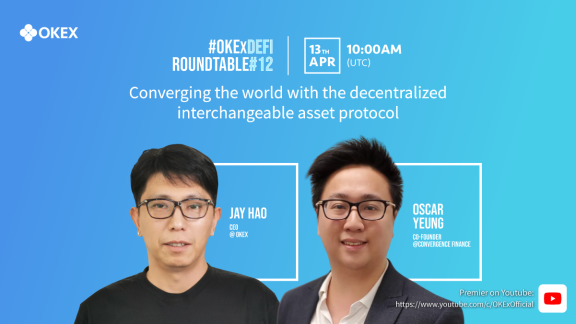 OKEX
#OKExDEFI
ROUNDTABLE#12
13TH
APR
10:00AM
(UTC)
Converging the world with the decentralized
interchangeable asset protocol
JAY HAO
CEO
@ OKEX
OSCAR
YEUNG
CO-FOUNDER
@CONVERGENCE FINANCE
Premier on Youtube:
https://www.youtube.com/c/OKExOfficial